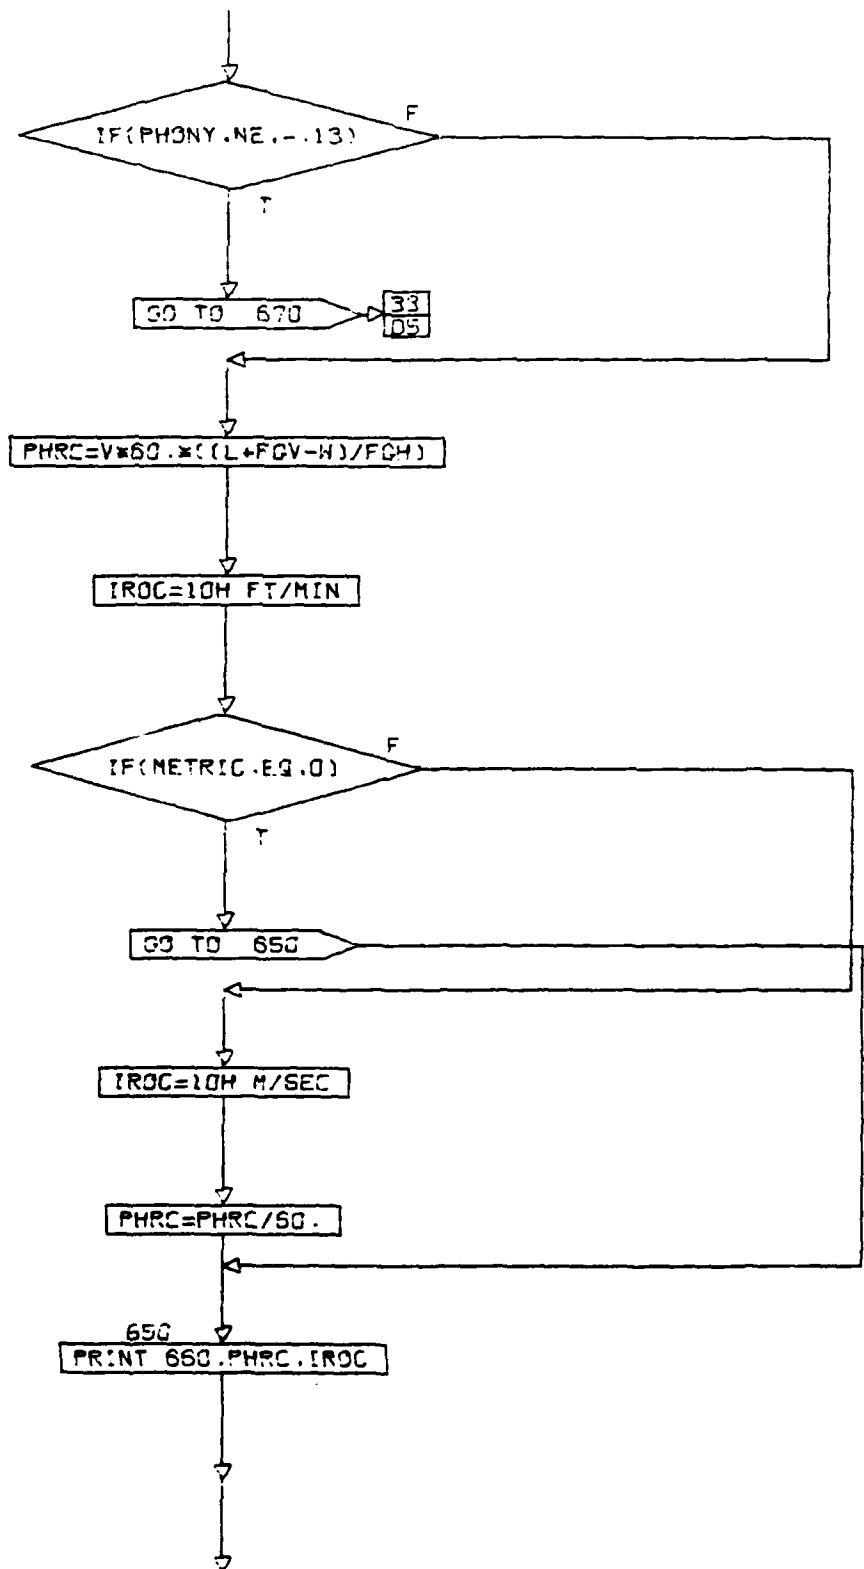 F
IF(PHONY.NE.-.13)
T
GO TO 670
33
05
PHRC=V*60.*((L+FGV-W)/FGH)
IROC=10H FT/MIN
F
IF(METRIC.EQ.0)
T
GO TO 650
IROC=10H M/SEC
PHRC=PHRC/60.
650
PRINT 660,PHRC,IROC